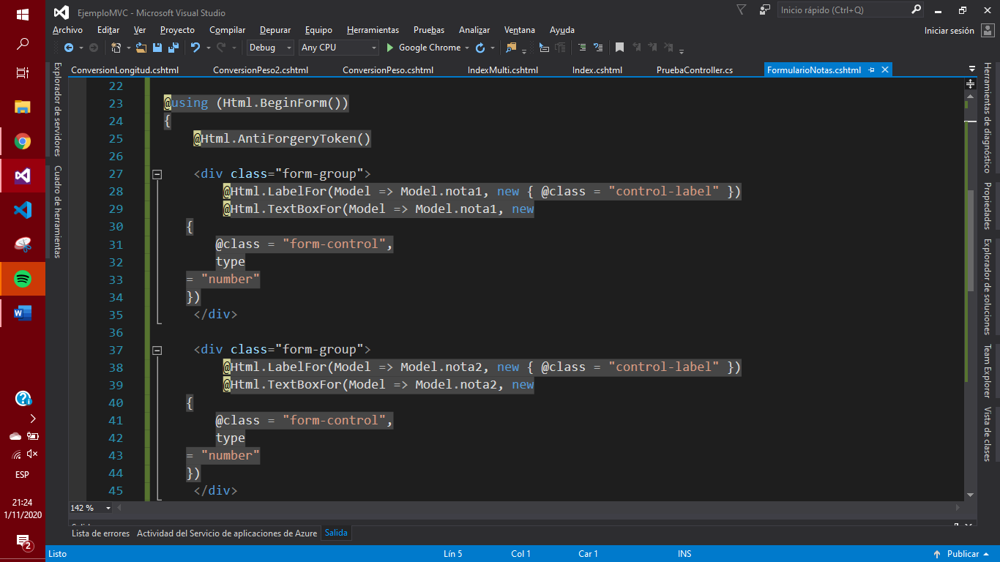 EjemploMVC - Microsoft Visual Studio
Inicio rápido (Ctrl+Q)
Archivo Editar Ver Proyecto Compilar Depurar Equipo Herramientas Pruebas Analizar Ventana Ayuda
Iniciar sesión
Debug Any CPU Google Chrome
ConversionLongitud.cshtml ConversionPeso2.cshtml ConversionPeso.cshtml IndexMulti.cshtml Index.cshtml PruebaController.cs FormularioNotas.cshtml
Explorador de servidores
Cuadro de herramientas
22
23 @using (Html.BeginForm())
24 {
25 @Html.AntiForgeryToken()
26
27 <div class="form-group">
28 @Html.LabelFor(Model => Model.nota1, new { @class = "control-label" })
29 @Html.TextBoxFor(Model => Model.nota1, new
30 {
31 @class = "form-control",
32 type
33 = "number"
34 })
35 </div>
36
37 <div class="form-group">
38 @Html.LabelFor(Model => Model.nota2, new { @class = "control-label" })
39 @Html.TextBoxFor(Model => Model.nota2, new
40 {
41 @class = "form-control",
42 type
43 = "number"
44 })
45 </div>
Herramientas de diagnóstico
Propiedades
Explorador de soluciones
Team Explorer
Vista de clases
142 %
Lista de errores Actividad del Servicio de aplicaciones de Azure Salida
Listo Lín 5 Col 1 Car 1 INS Publicar
ESP
21:24
1/11/2020
2